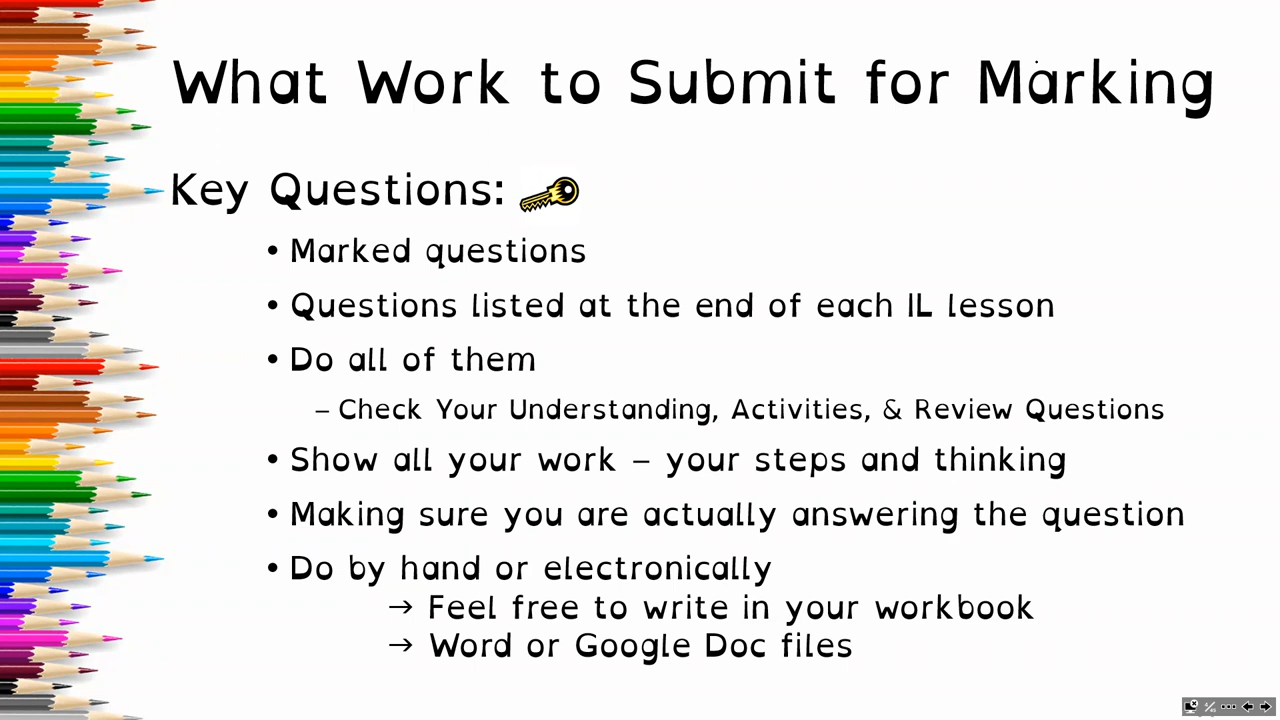 What Work to Submit for Marking
Key Questions:
• Marked questions
• Questions listed at the end of each IL lesson
• Do all of them
– Check Your Understanding, Activities, & Review Questions
• Show all your work – your steps and thinking
• Making sure you are actually answering the question
• Do by hand or electronically
→ Feel free to write in your workbook
→ Word or Google Doc files